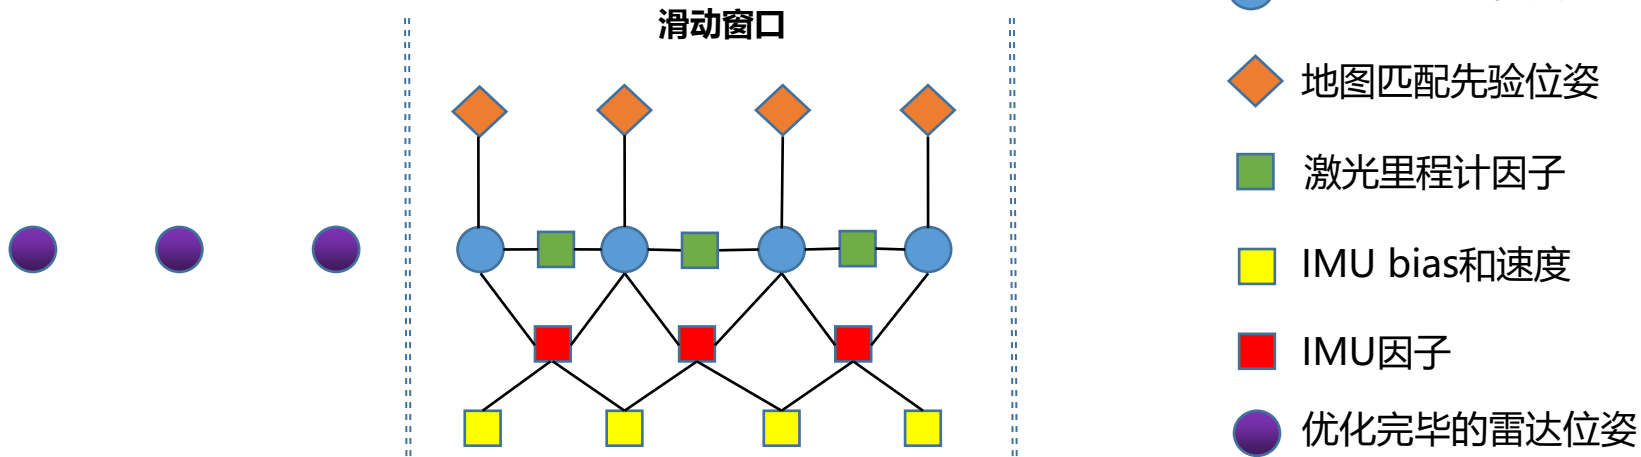 滑动窗口
地图匹配先验位姿
激光里程计因子
IMU bias和速度
IMU因子
优化完毕的雷达位姿